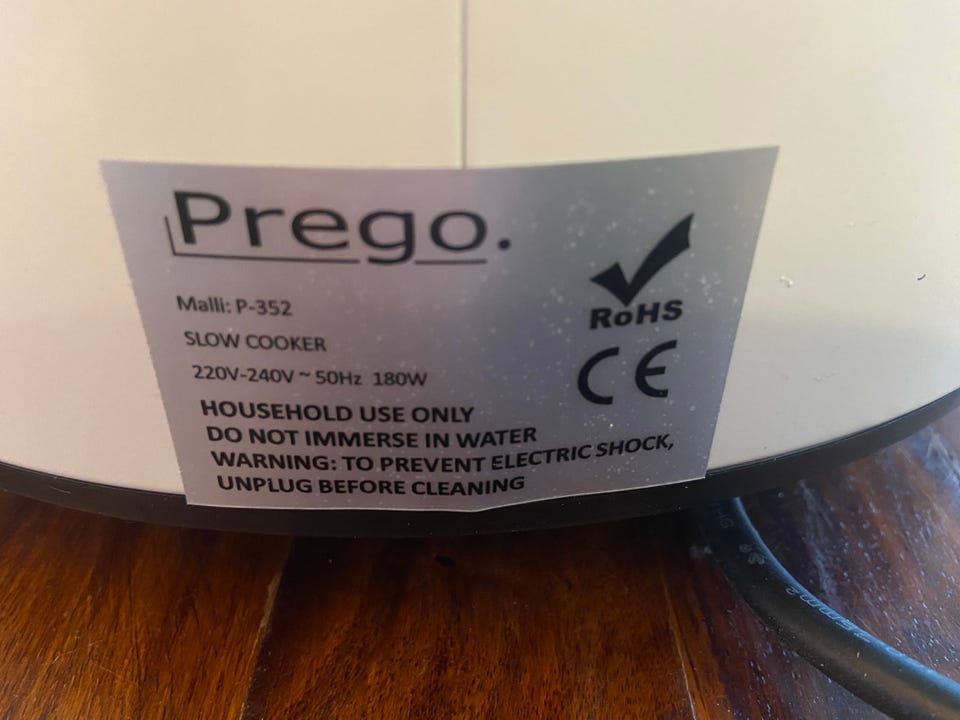 Prego.
Malli: P-352
SLOW COOKER
220V-240V ~ 50Hz 180W
HOUSEHOLD USE ONLY
DO NOT IMMERSE IN WATER
WARNING: TO PREVENT ELECTRIC SHOCK,
UNPLUG BEFORE CLEANING
RoHS
CE